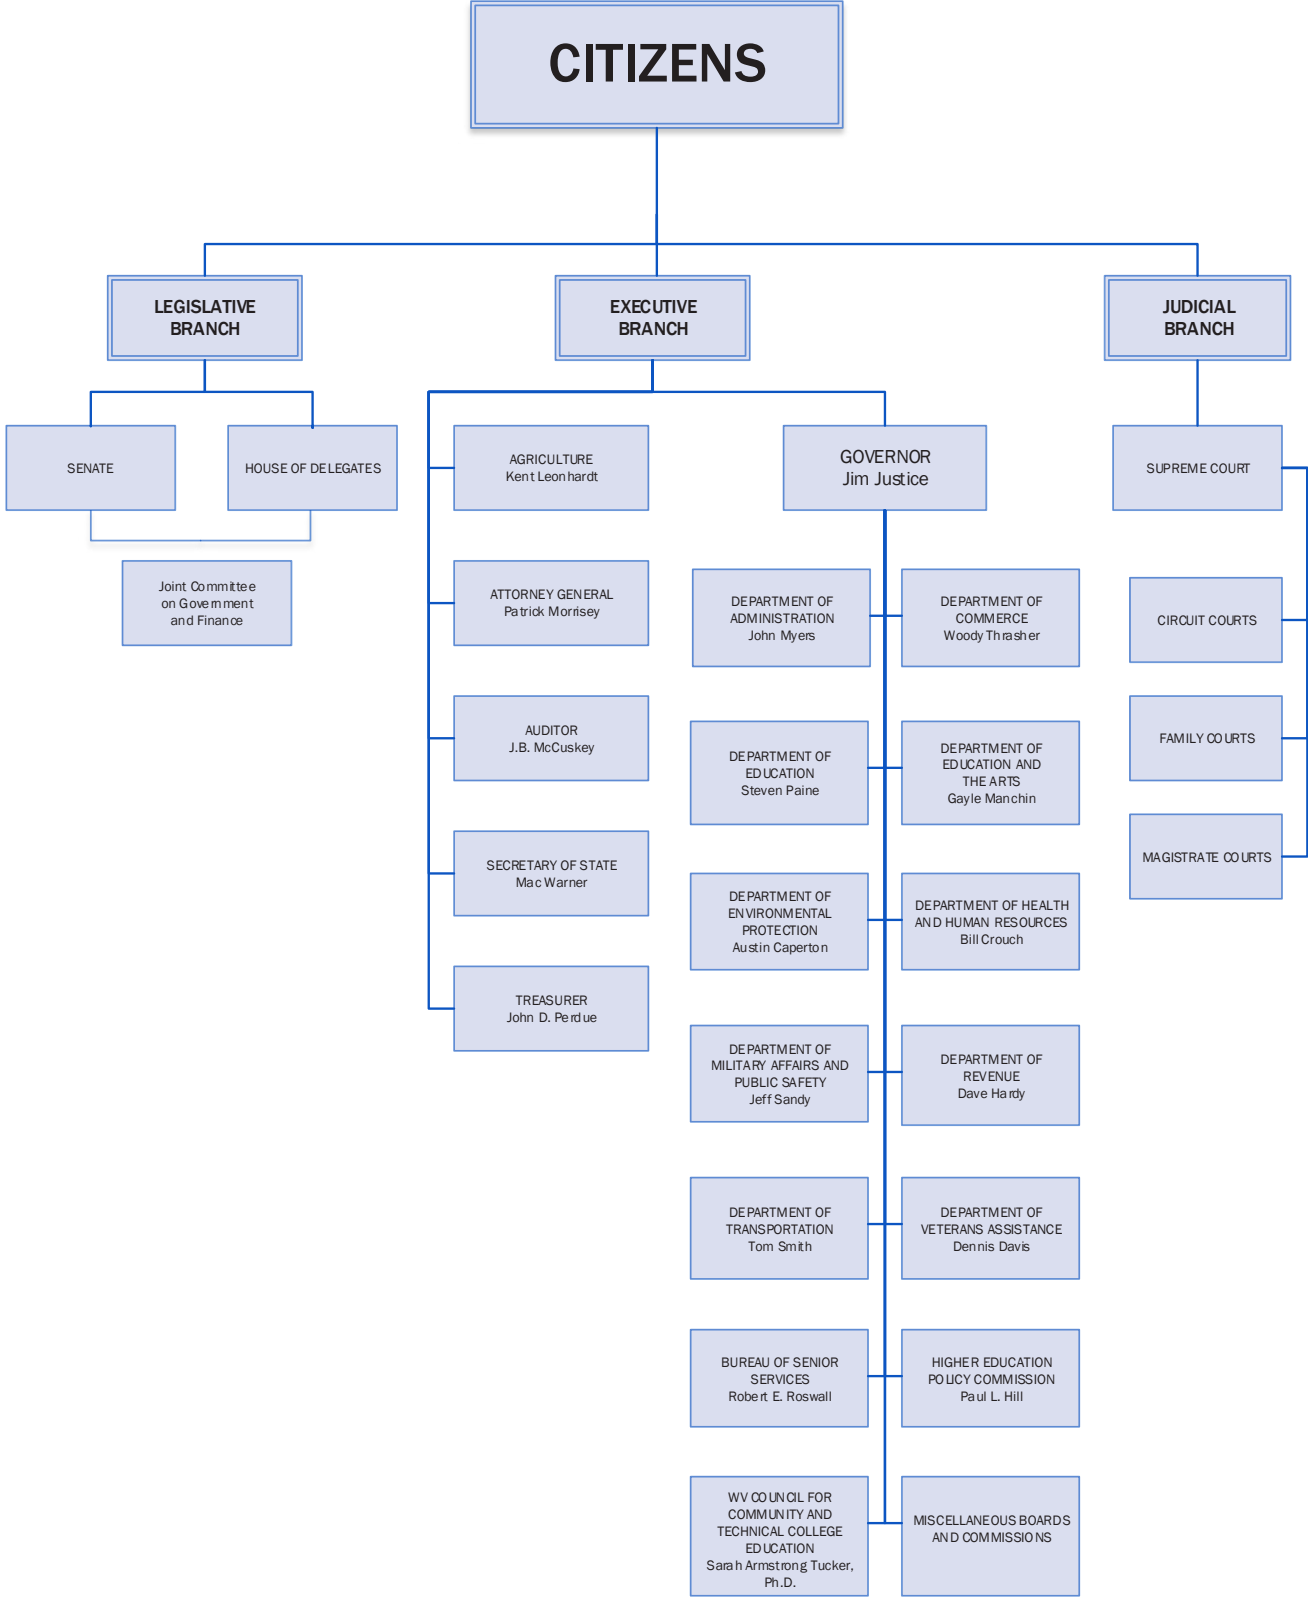 CITIZENS
LEGISLATIVE
BRANCH
EXECUTIVE
BRANCH
JUDICIAL
BRANCH
SENATE
HOUSE OF DELEGATES
Joint Committee
on Government
and Finance
AGRICULTURE
Kent Leonhardt
ATTORNEY GENERAL
Patrick Morrisey
AUDITOR
J.B. McCuskey
SECRETARY OF STATE
Mac Warner
TREASURER
John D. Perdue
GOVERNOR
Jim Justice
DEPARTMENT OF
ADMINISTRATION
John Myers
DEPARTMENT OF
COMMERCE
Woody Thrasher
DEPARTMENT OF
EDUCATION
Steven Paine
DEPARTMENT OF
EDUCATION AND
THE ARTS
Gayle Manchin
DEPARTMENT OF
ENVIRONMENTAL
PROTECTION
Austin Caperton
DEPARTMENT OF HEALTH
AND HUMAN RESOURCES
Bill Crouch
DEPARTMENT OF
MILITARY AFFAIRS AND
PUBLIC SAFETY
Jeff Sandy
DEPARTMENT OF
REVENUE
Dave Hardy
DEPARTMENT OF
TRANSPORTATION
Tom Smith
DEPARTMENT OF
VETERANS ASSISTANCE
Dennis Davis
BUREAU OF SENIOR
SERVICES
Robert E. Roswall
HIGHER EDUCATION
POLICY COMMISSION
Paul L. Hill
WV COUNCIL FOR
COMMUNITY AND
TECHNICAL COLLEGE
EDUCATION
Sarah Armstrong Tucker,
Ph.D.
MISCELLANEOUS BOARDS
AND COMMISSIONS
SUPREME COURT
CIRCUIT COURTS
FAMILY COURTS
MAGISTRATE COURTS